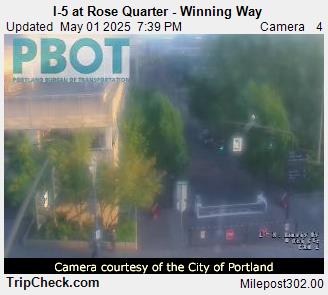 I-5 at Rose Quarter - Winning Way
Updated May 01 2025 7:39 PM Camera 4
PBOT
PORTLAND BUREAU OF TRANSPORTATION
Camera courtesy of the City of Portland
TripCheck.com Milepost302.00